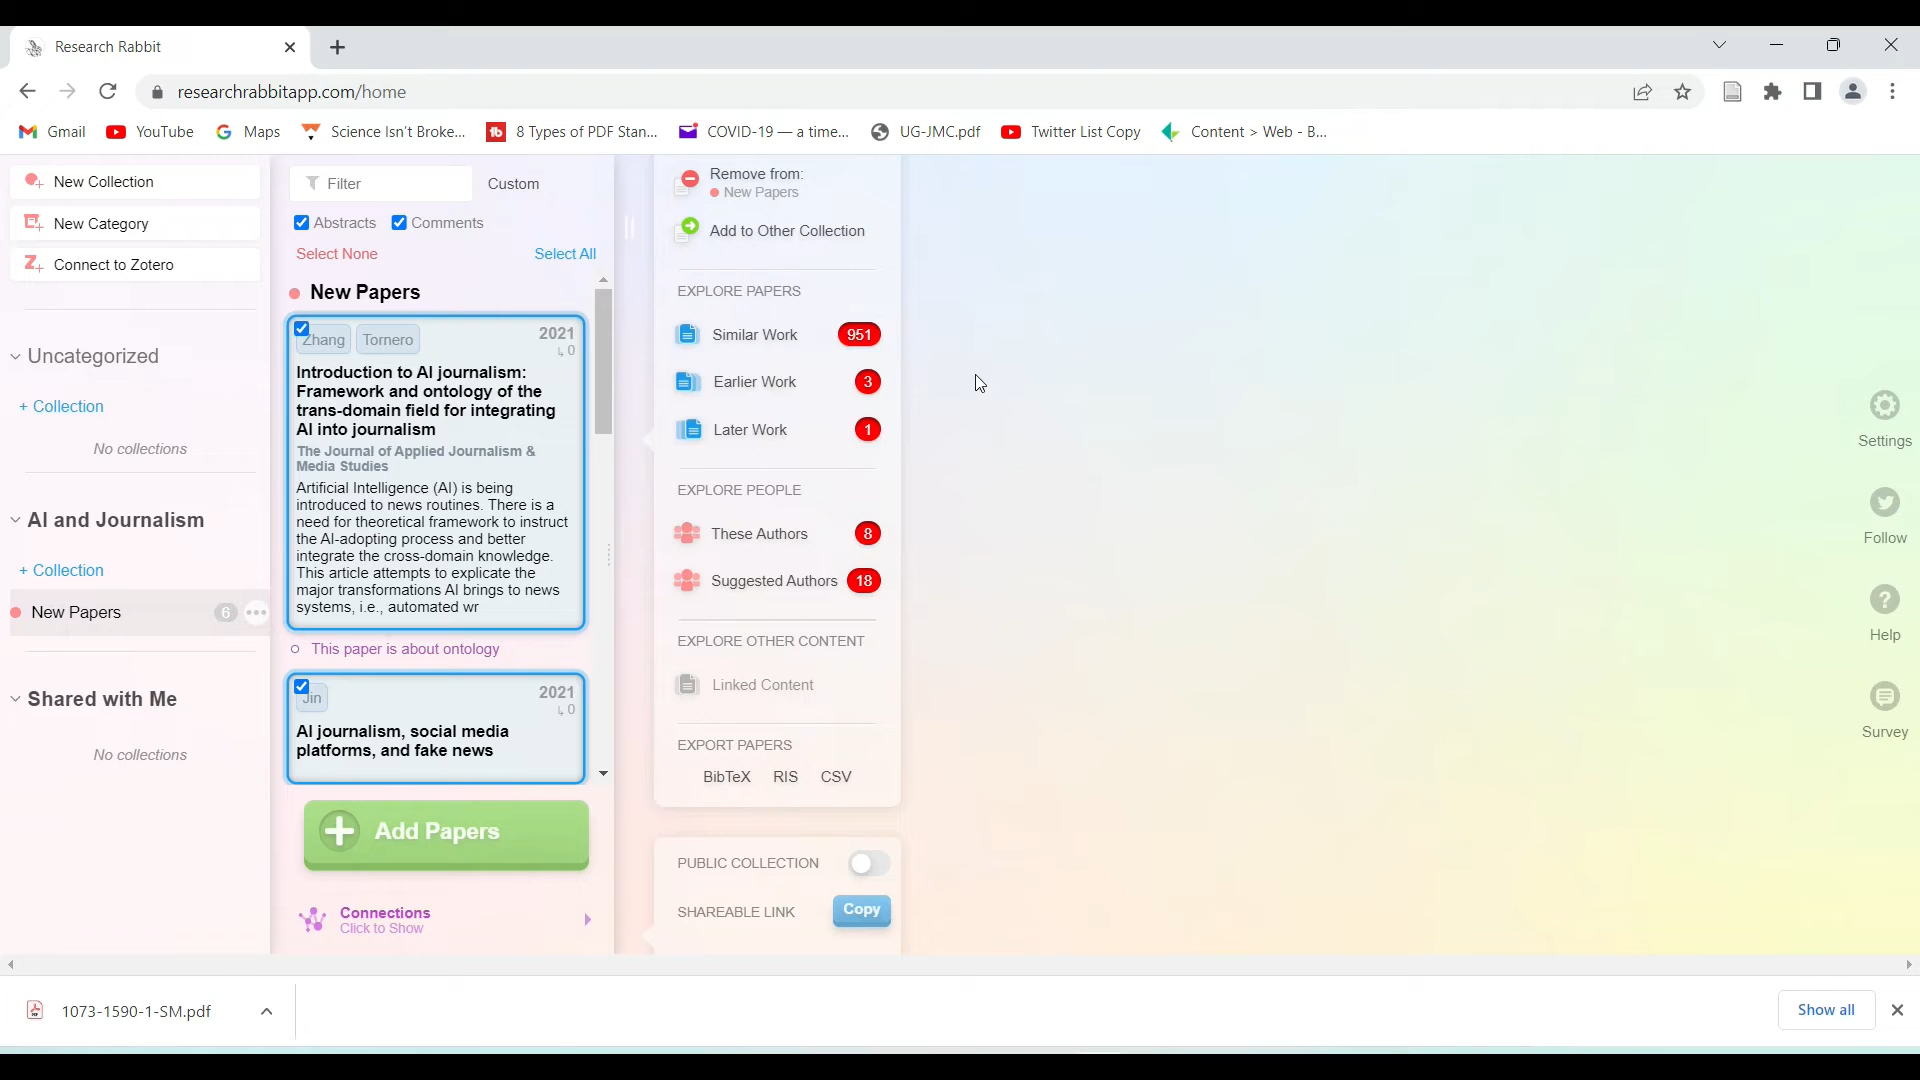 Research Rabbit
researchrabbitapp.com/home
Gmail
YouTube
Maps
Science Isn't Broke...
8 Types of PDF Stan...
COVID-19 — a time...
UG-JMC.pdf
Twitter List Copy
Content > Web - B...
New Collection
New Category
Connect to Zotero
Uncategorized
+ Collection
No collections
AI and Journalism
+ Collection
New Papers
6
Shared with Me
No collections
Filter
Custom
Abstracts
Comments
Select None
Select All
New Papers
Zhang
Tornero
2021
0
Introduction to AI journalism:
Framework and ontology of the
trans-domain field for integrating
AI into journalism
The Journal of Applied Journalism &
Media Studies
Artificial Intelligence (AI) is being
introduced to news routines. There is a
need for theoretical framework to instruct
the AI-adopting process and better
integrate the cross-domain knowledge.
This article attempts to explicate the
major transformations AI brings to news
systems, i.e., automated wr
This paper is about ontology
Jin
2021
0
AI journalism, social media
platforms, and fake news
Add Papers
Connections
Click to Show
Remove from:
New Papers
Add to Other Collection
EXPLORE PAPERS
Similar Work
951
Earlier Work
3
Later Work
1
EXPLORE PEOPLE
These Authors
8
Suggested Authors
18
EXPLORE OTHER CONTENT
Linked Content
EXPORT PAPERS
BibTeX RIS CSV
PUBLIC COLLECTION
SHAREABLE LINK
Copy
Settings
Follow
Help
Survey
1073-1590-1-SM.pdf
Show all